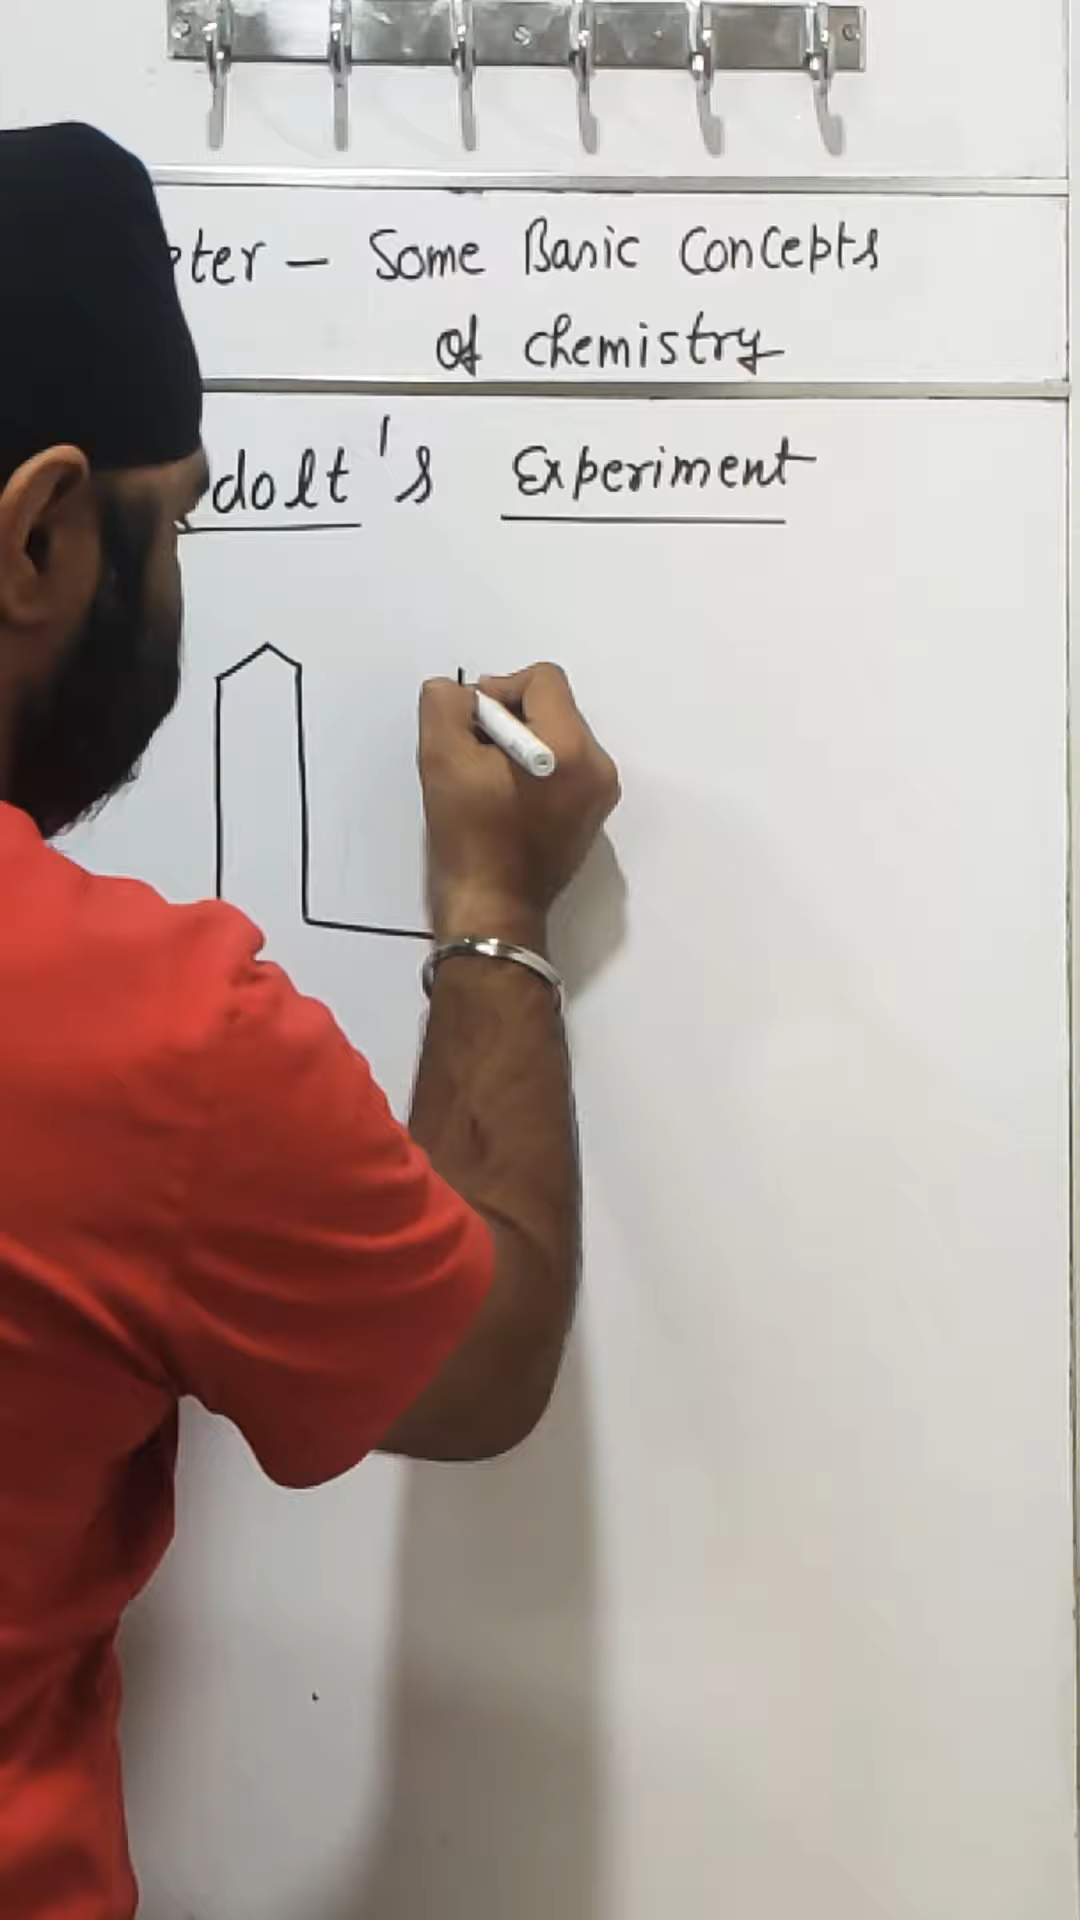 pter – Some Basic Concepts
of chemistry
dolt's Experiment